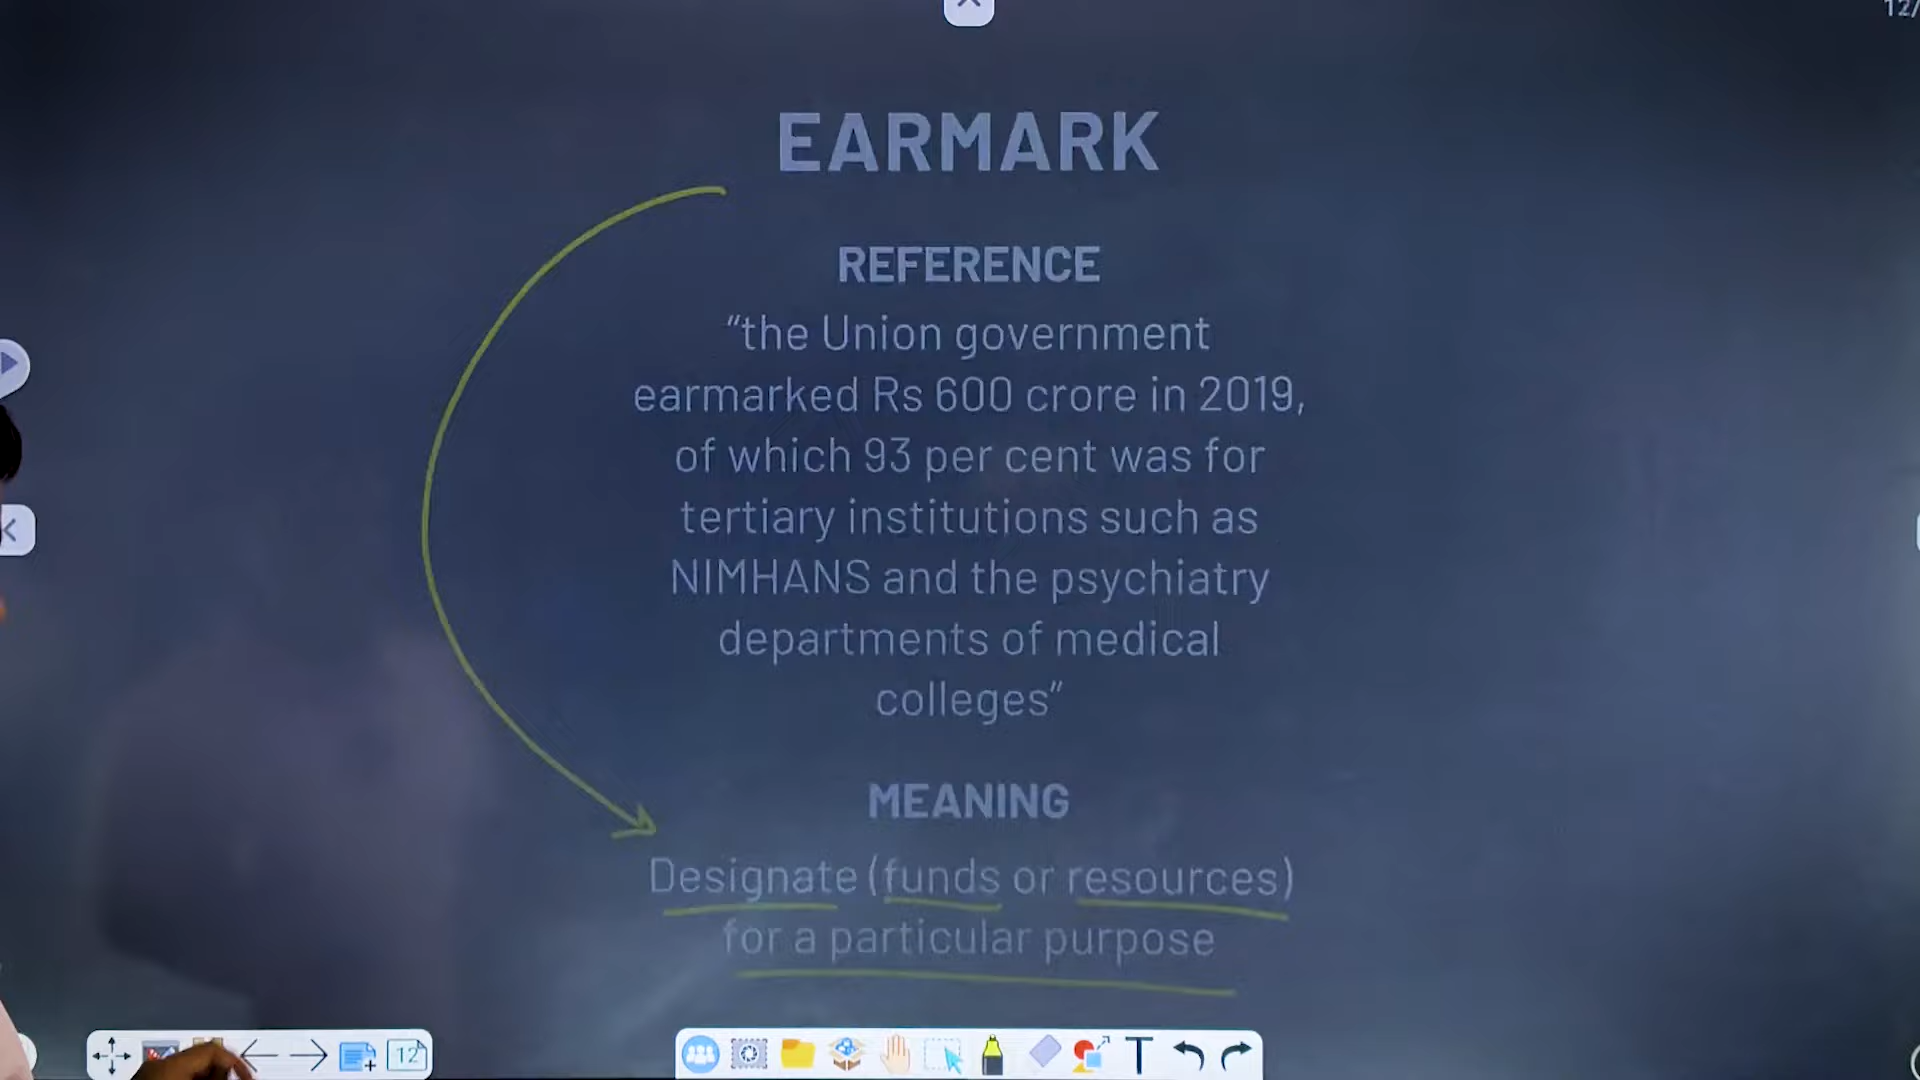 12/
EARMARK
REFERENCE
“the Union government
earmarked Rs 600 crore in 2019,
of which 93 per cent was for
tertiary institutions such as
NIMHANS and the psychiatry
departments of medical
colleges”
MEANING
Designate (funds or resources)
for a particular purpose
12
T